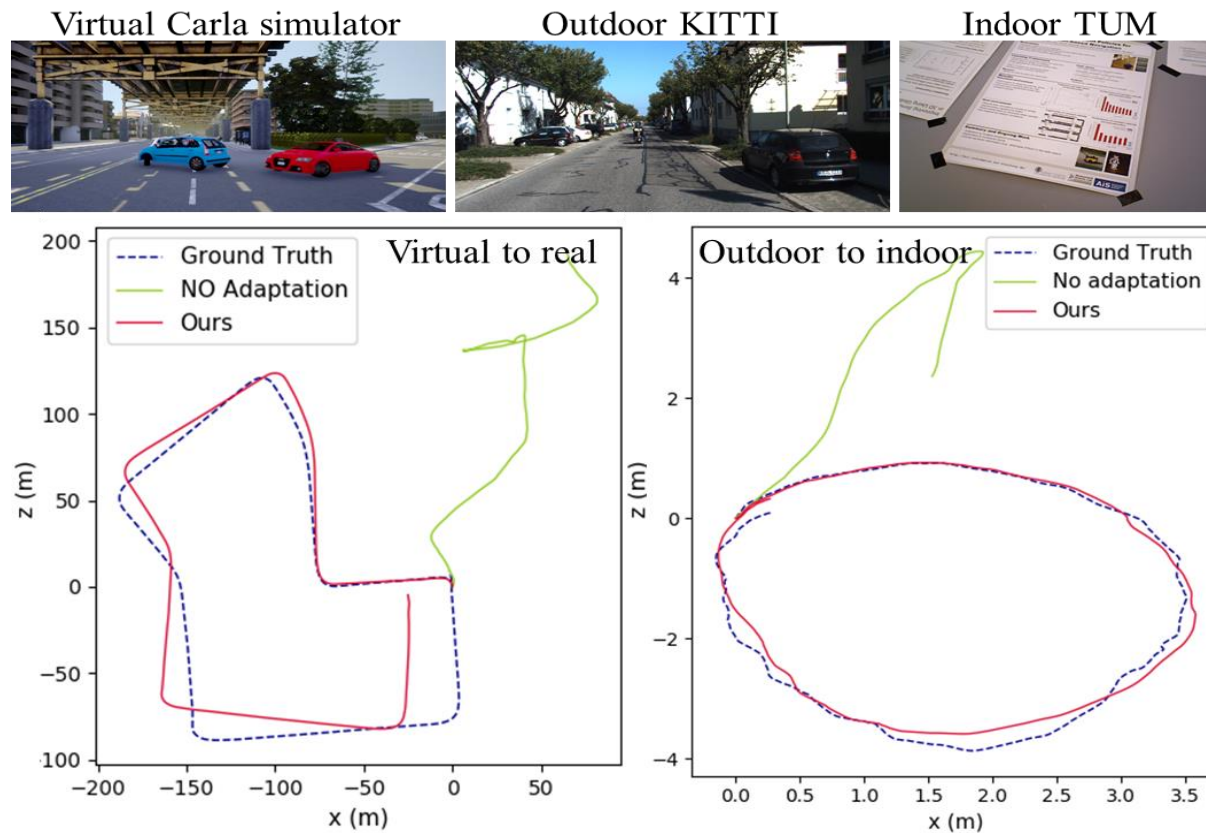 Virtual Carla simulator
Outdoor KITTI
Indoor TUM
AiS
Virtual to real
Ground Truth
NO Adaptation
Ours
200
150
100
50
0
−50
-100
z (m)
−200
−150
−100
−50
0
50
x (m)
Outdoor to indoor
Ground Truth
No adaptation
Ours
4
2
0
−2
−4
z (m)
0.0
0.5
1.0
1.5
2.0
2.5
3.0
3.5
x (m)